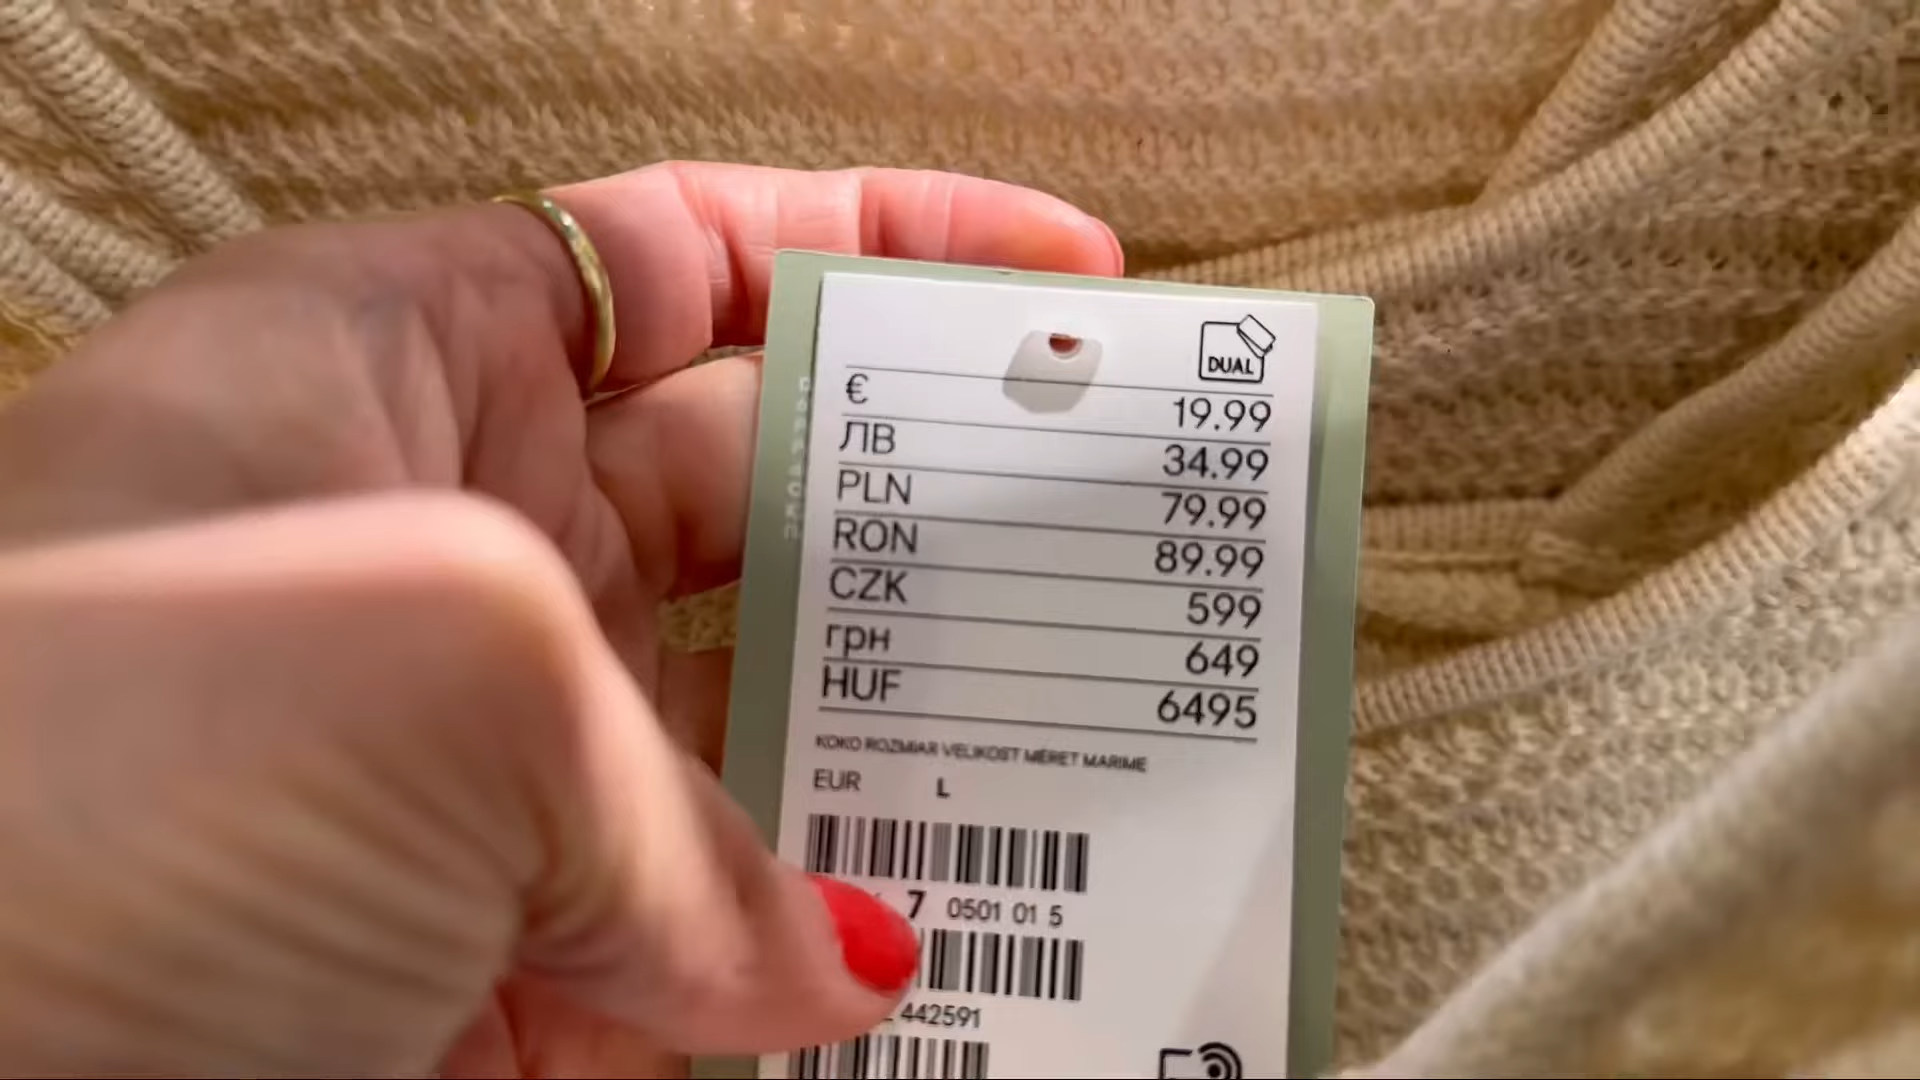 DUAL
€ 19.99
ЛВ 34.99
PLN 79.99
RON 89.99
CZK 599
грн 649
HUF 6495
KOKO ROZMIAR VELIKOST MÉRET MARIME
EUR L
7 0501 01 5
442591